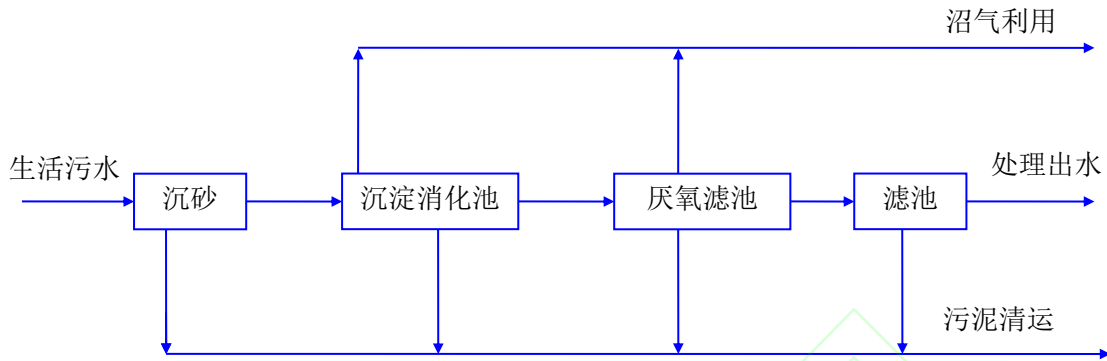 沼气利用
生活污水
沉砂
沉淀消化池
厌氧滤池
滤池
处理出水
污泥清运